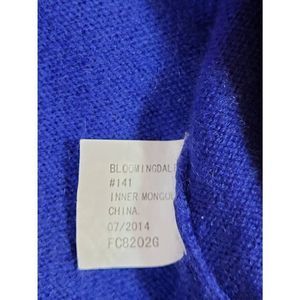 BLOOMINGDALE
#141
INNER MONGOL
CHINA.
07/2014
FC8202G